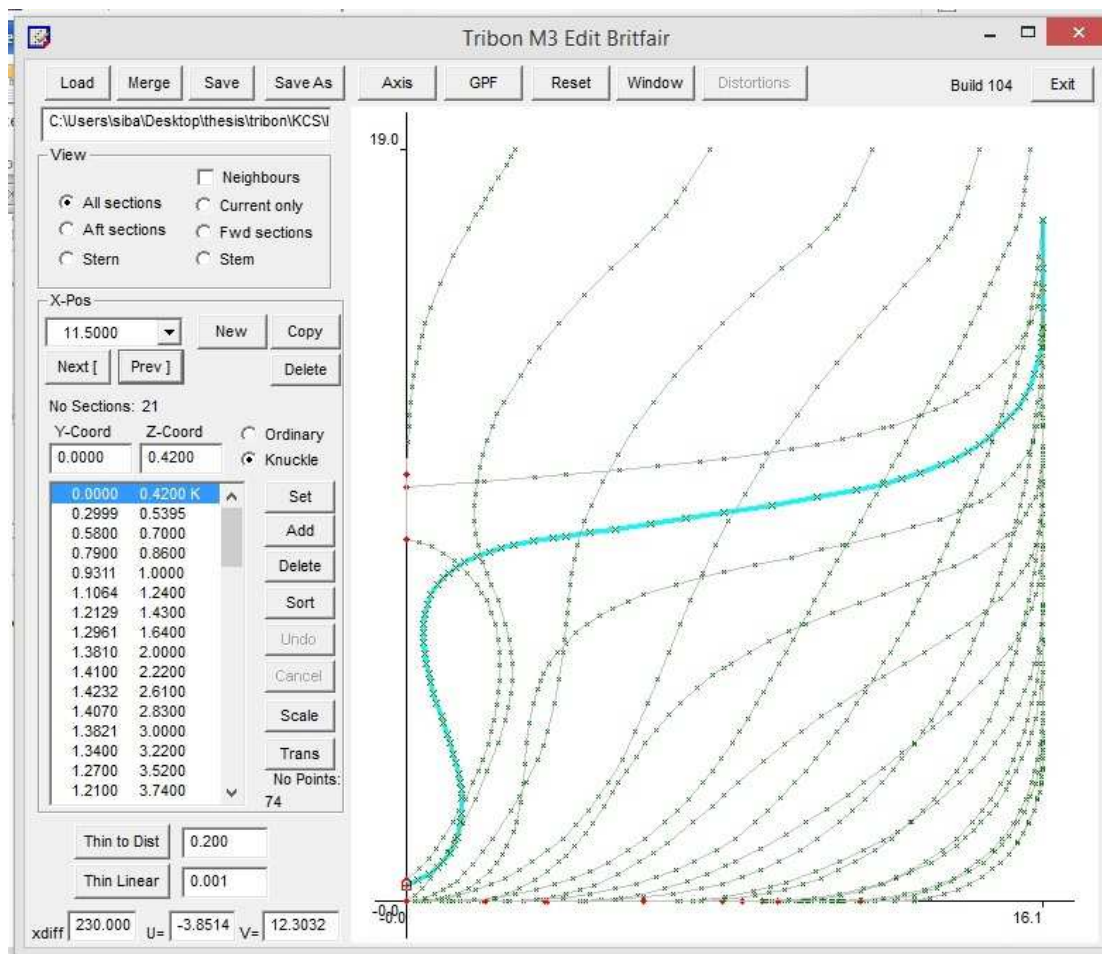 Tribon M3 Edit Britfair
Load Merge Save Save As Axis GPF Reset Window Distortions Build 104 Exit
C:\Users\siba\Desktop\thesis\tribon\KCS\
View
Neighbours
All sections Current only
Aft sections Fwd sections
Stern Stem
X-Pos
11.5000 New Copy
Next [ Prev ] Delete
No Sections: 21
Y-Coord Z-Coord Ordinary
0.0000 0.4200 Knuckle
0.0000 0.4200 K Set
0.2999 0.5395
0.5800 0.7000 Add
0.7900 0.8600
0.9311 1.0000 Delete
1.1064 1.2400
1.2129 1.4300 Sort
1.2961 1.6400 Undo
1.3810 2.0000
1.4100 2.2200 Cancel
1.4232 2.6100
1.4070 2.8300 Scale
1.3821 3.0000
1.3400 3.2200 Trans
1.2700 3.5200 No Points:
1.2100 3.7400 74
Thin to Dist 0.200
Thin Linear 0.001
xdiff 230.000 U= -3.8514 V= 12.3032
19.0
-0.0
-0.0
16.1